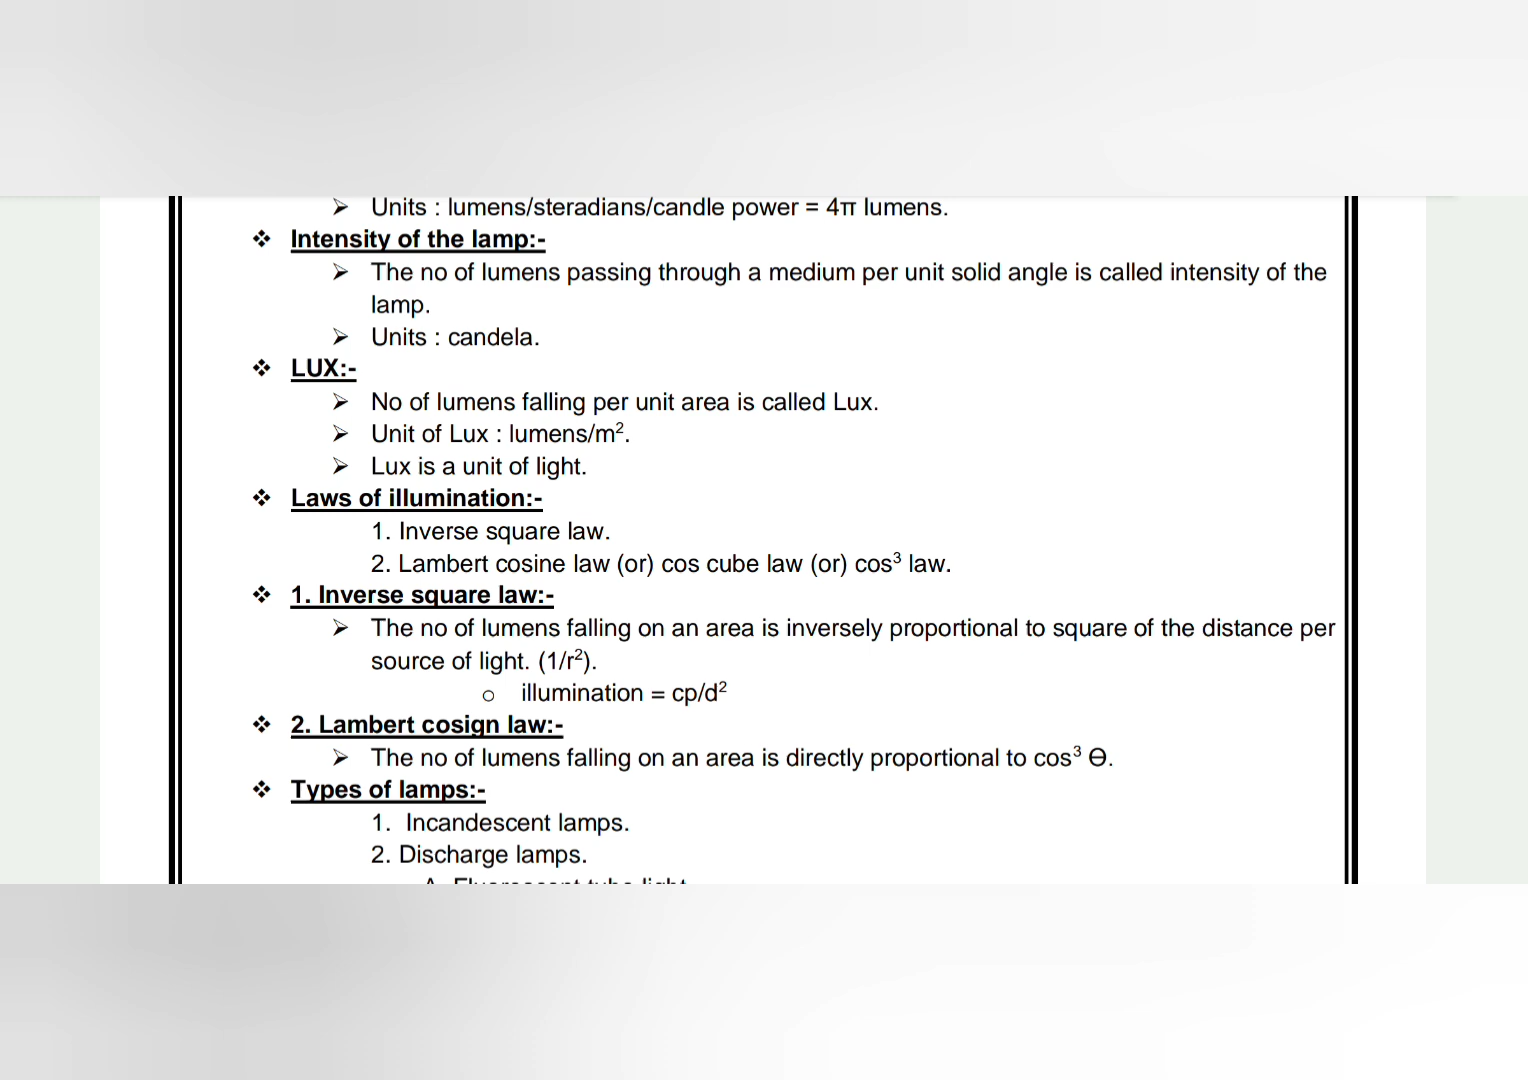 ➢ Units : lumens/steradians/candle power = 4π lumens.
❖ Intensity of the lamp:-
➢ The no of lumens passing through a medium per unit solid angle is called intensity of the
lamp.
➢ Units : candela.
❖ LUX:-
➢ No of lumens falling per unit area is called Lux.
➢ Unit of Lux : lumens/m².
➢ Lux is a unit of light.
❖ Laws of illumination:-
1. Inverse square law.
2. Lambert cosine law (or) cos cube law (or) cos³ law.
❖ 1. Inverse square law:-
➢ The no of lumens falling on an area is inversely proportional to square of the distance per
source of light. (1/r²).
o illumination = cp/d²
❖ 2. Lambert cosign law:-
➢ The no of lumens falling on an area is directly proportional to cos³ Ɵ.
❖ Types of lamps:-
1. Incandescent lamps.
2. Discharge lamps.